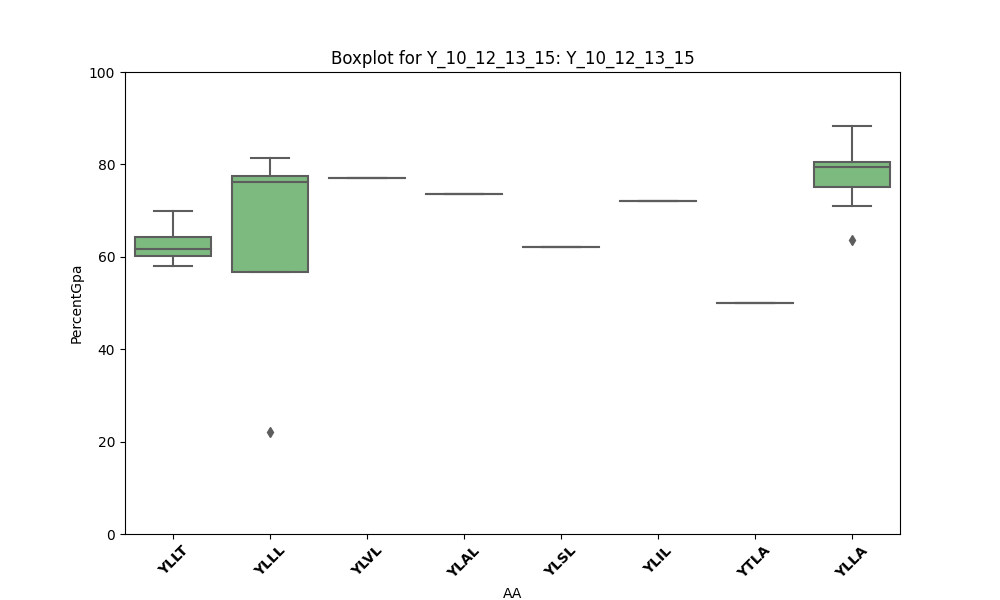 Boxplot for Y_10_12_13_15: Y_10_12_13_15
100
80
60
40
20
0
PercentGpa
YLLT YLLL YLVL YLAL YLSL YLIL YTLA YLLA
AA